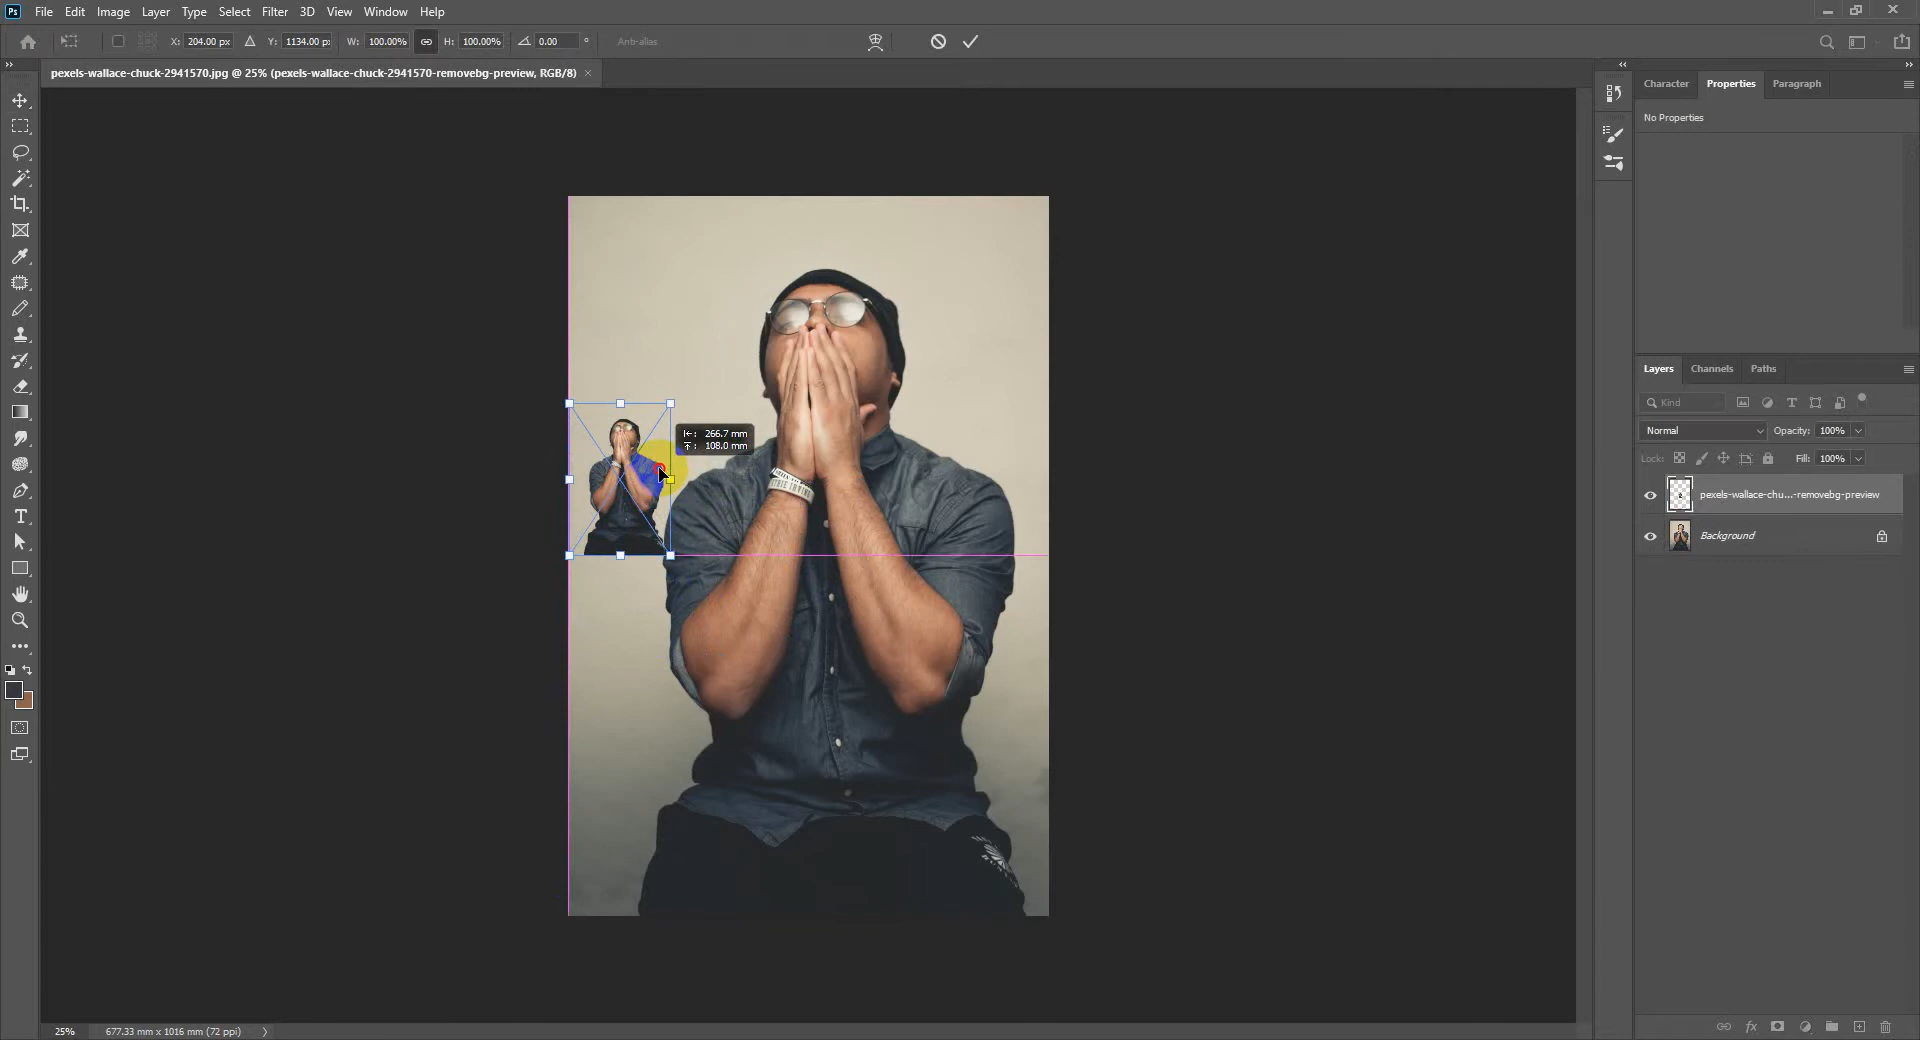 Ps File Edit Image Layer Type Select Filter 3D View Window Help
X: 204.00 px Y: 1134.00 p: W: 100.00% H: 100.00% 0.00 ° Anti-alias
pexels-wallace-chuck-2941570.jpg @ 25% (pexels-wallace-chuck-2941570-removebg-preview, RGB/8) ×
Character Properties Paragraph
No Properties
266.7 mm
108.0 mm
Layers Channels Paths
Kind
Normal Opacity: 100%
Lock: Fill: 100%
pexels-wallace-chu...-removebg-preview
Background
25% 677.33 mm x 1016 mm (72 ppi)